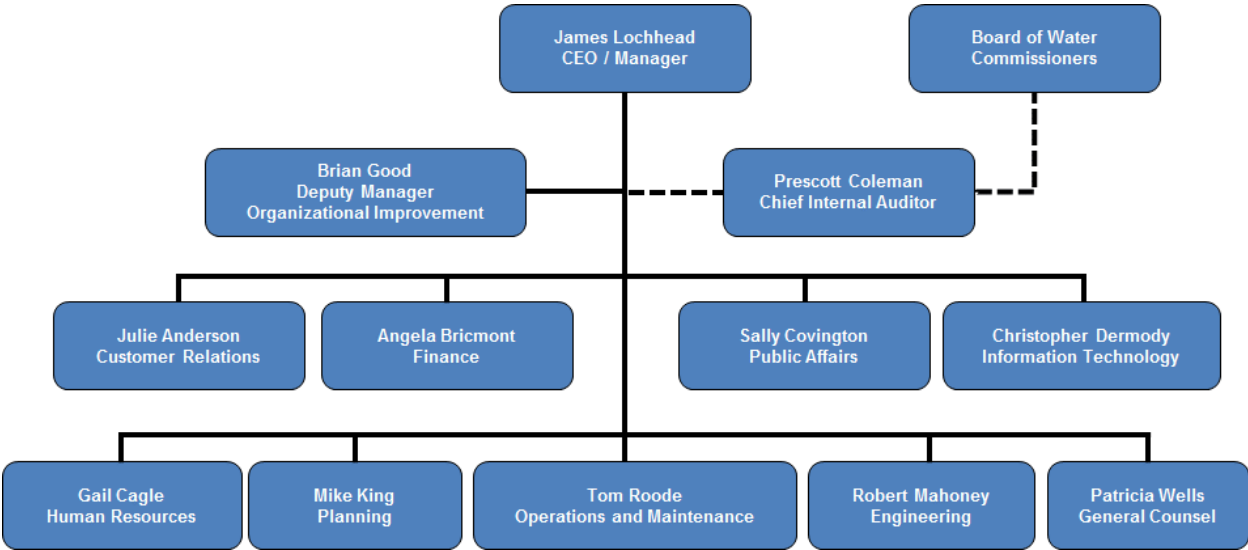 James Lochhead
CEO / Manager
Board of Water
Commissioners
Brian Good
Deputy Manager
Organizational Improvement
Prescott Coleman
Chief Internal Auditor
Julie Anderson
Customer Relations
Angela Bricmont
Finance
Sally Covington
Public Affairs
Christopher Dermody
Information Technology
Gail Cagle
Human Resources
Mike King
Planning
Tom Roode
Operations and Maintenance
Robert Mahoney
Engineering
Patricia Wells
General Counsel